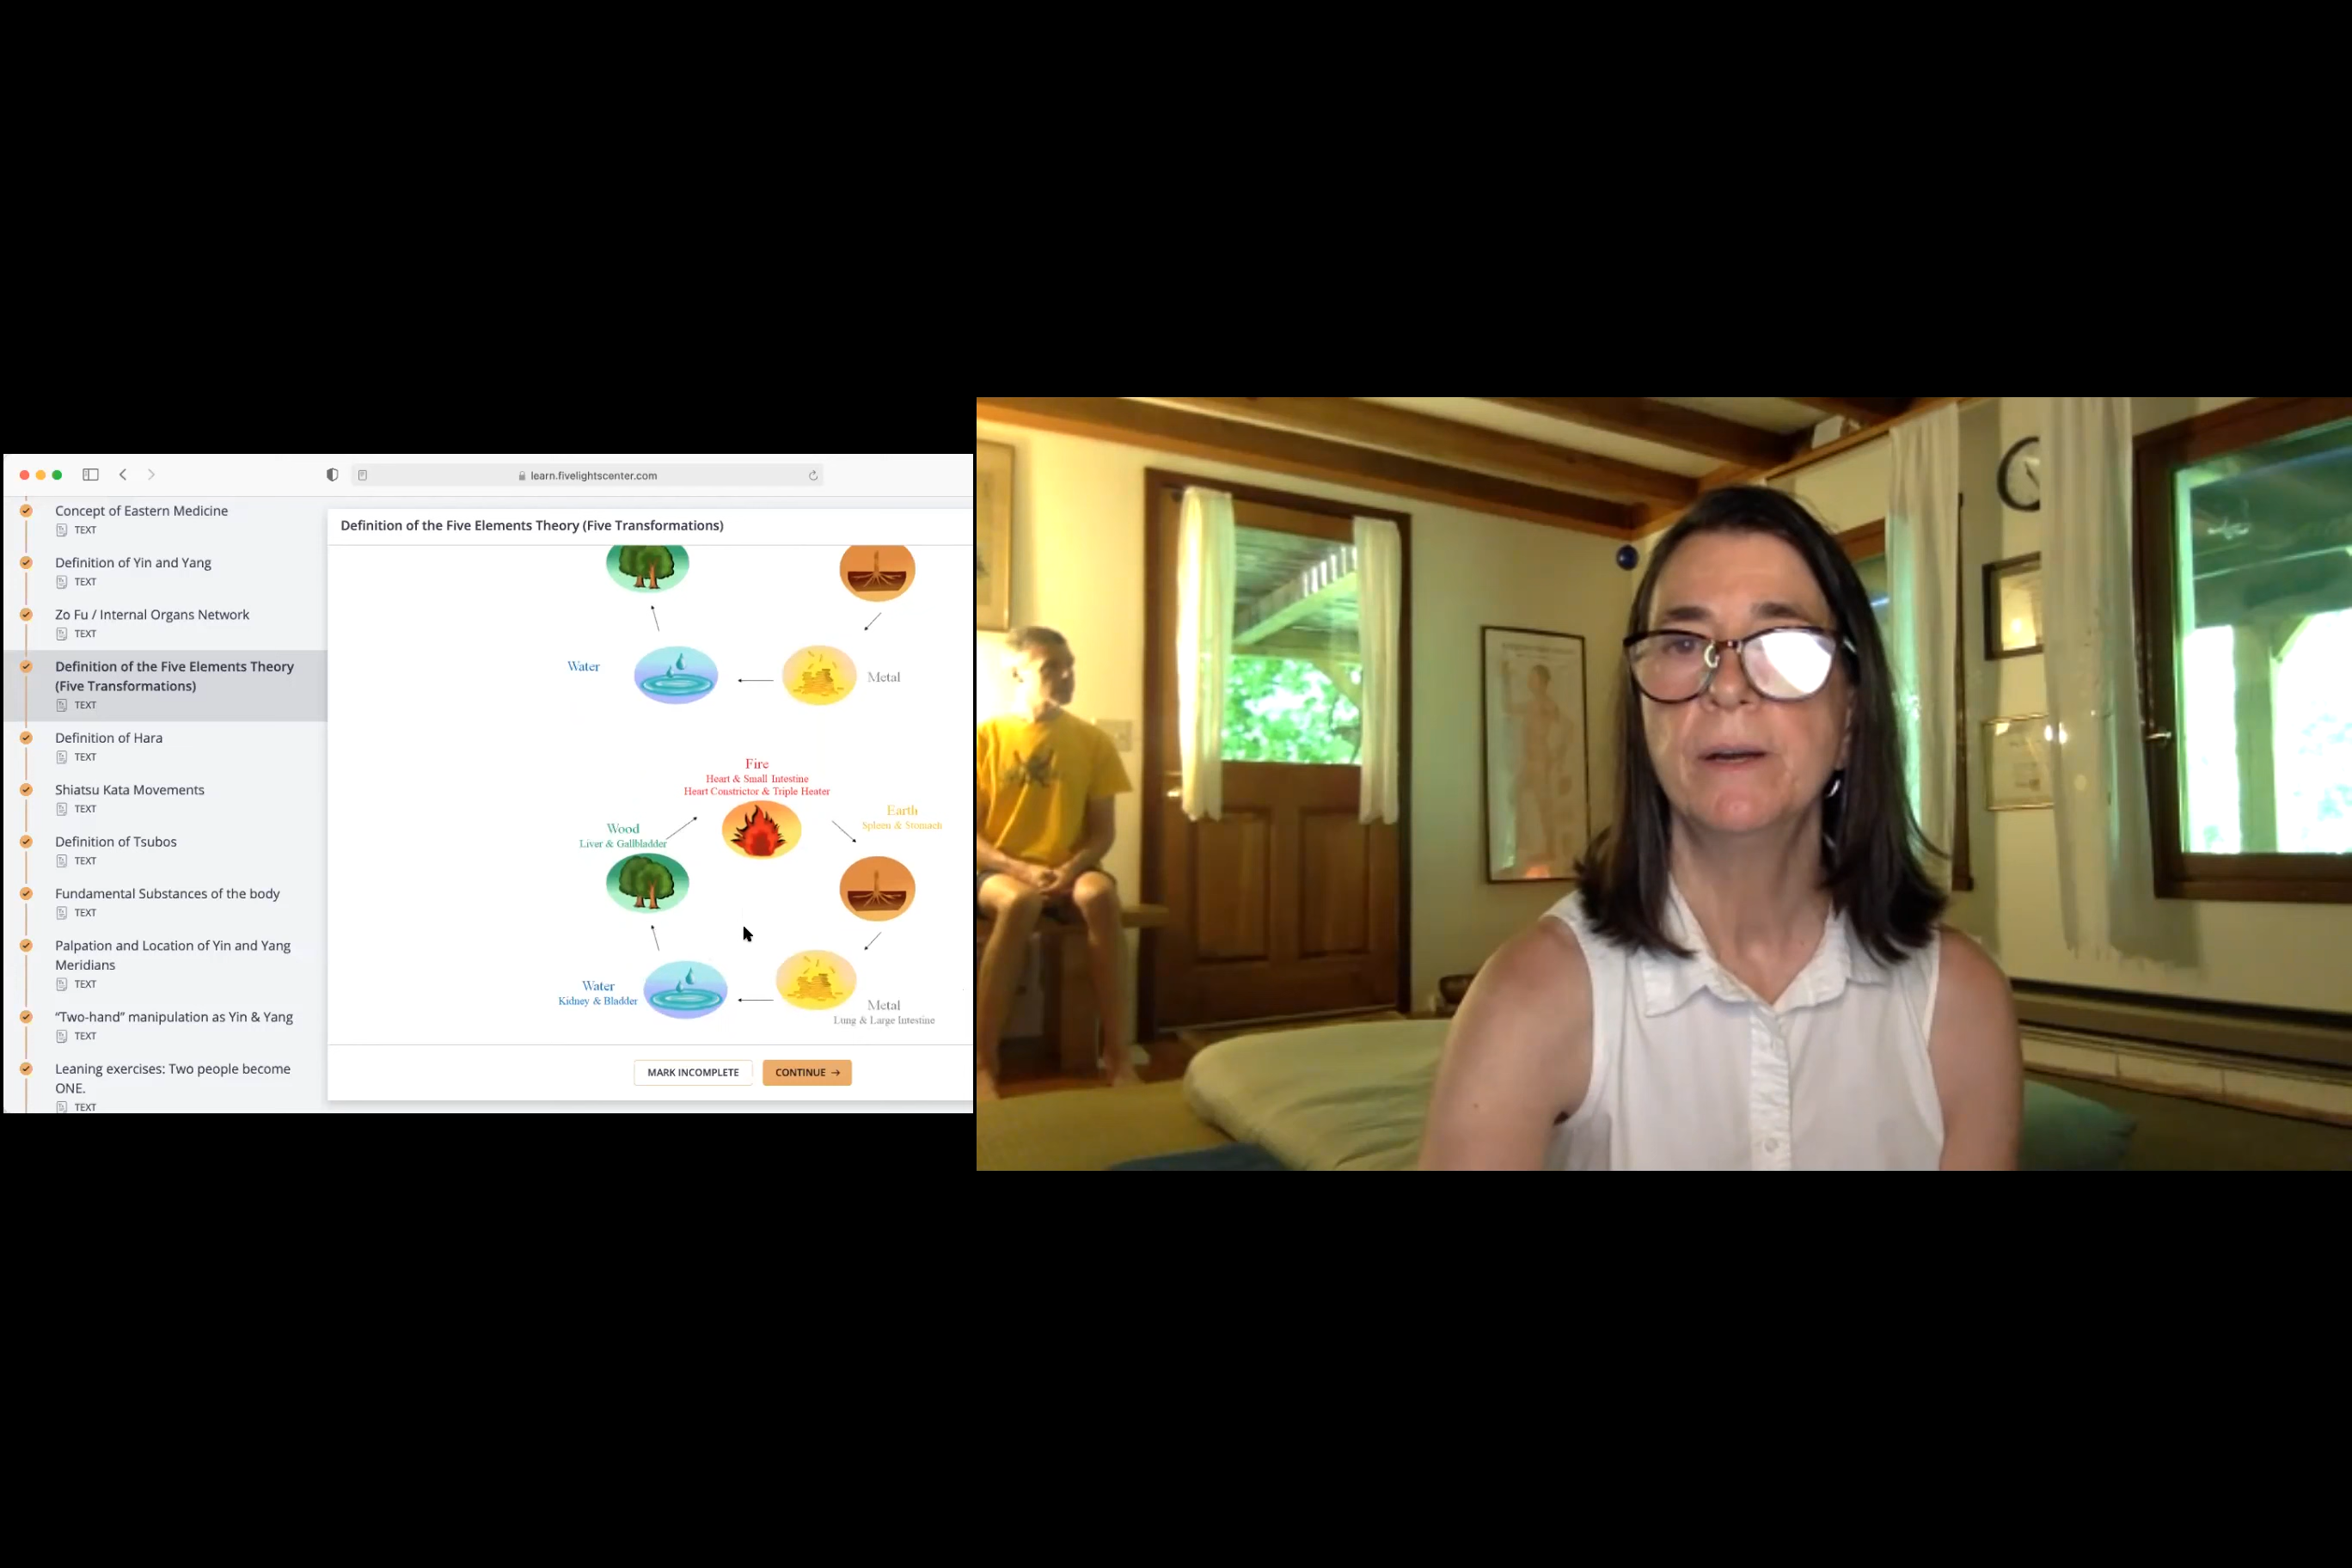 learn.fivelightscenter.com
Concept of Eastern Medicine
TEXT
Definition of Yin and Yang
TEXT
Zo Fu / Internal Organs Network
TEXT
Definition of the Five Elements Theory
(Five Transformations)
TEXT
Definition of Hara
TEXT
Shiatsu Kata Movements
TEXT
Definition of Tsubos
TEXT
Fundamental Substances of the body
TEXT
Palpation and Location of Yin and Yang
Meridians
TEXT
“Two-hand” manipulation as Yin & Yang
TEXT
Leaning exercises: Two people become
ONE.
TEXT
Definition of the Five Elements Theory (Five Transformations)
Water
Metal
Fire
Heart & Small Intestine
Heart Constrictor & Triple Heater
Earth
Spleen & Stomach
Wood
Liver & Gallbladder
Water
Kidney & Bladder
Metal
Lung & Large Intestine
MARK INCOMPLETE
CONTINUE →